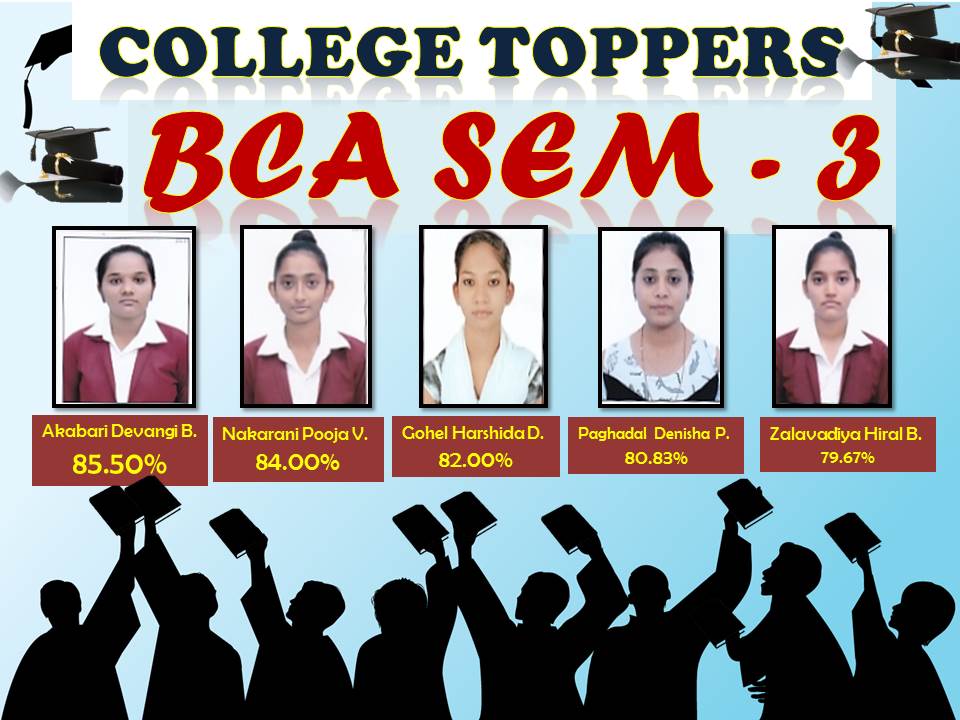 COLLEGE TOPPERS
BCA SEM - 3
Akabari Devangi B.
85.50%
Nakarani Pooja V.
84.00%
Gohel Harshida D.
82.00%
Paghadal Denisha P.
80.83%
Zalavadiya Hiral B.
79.67%